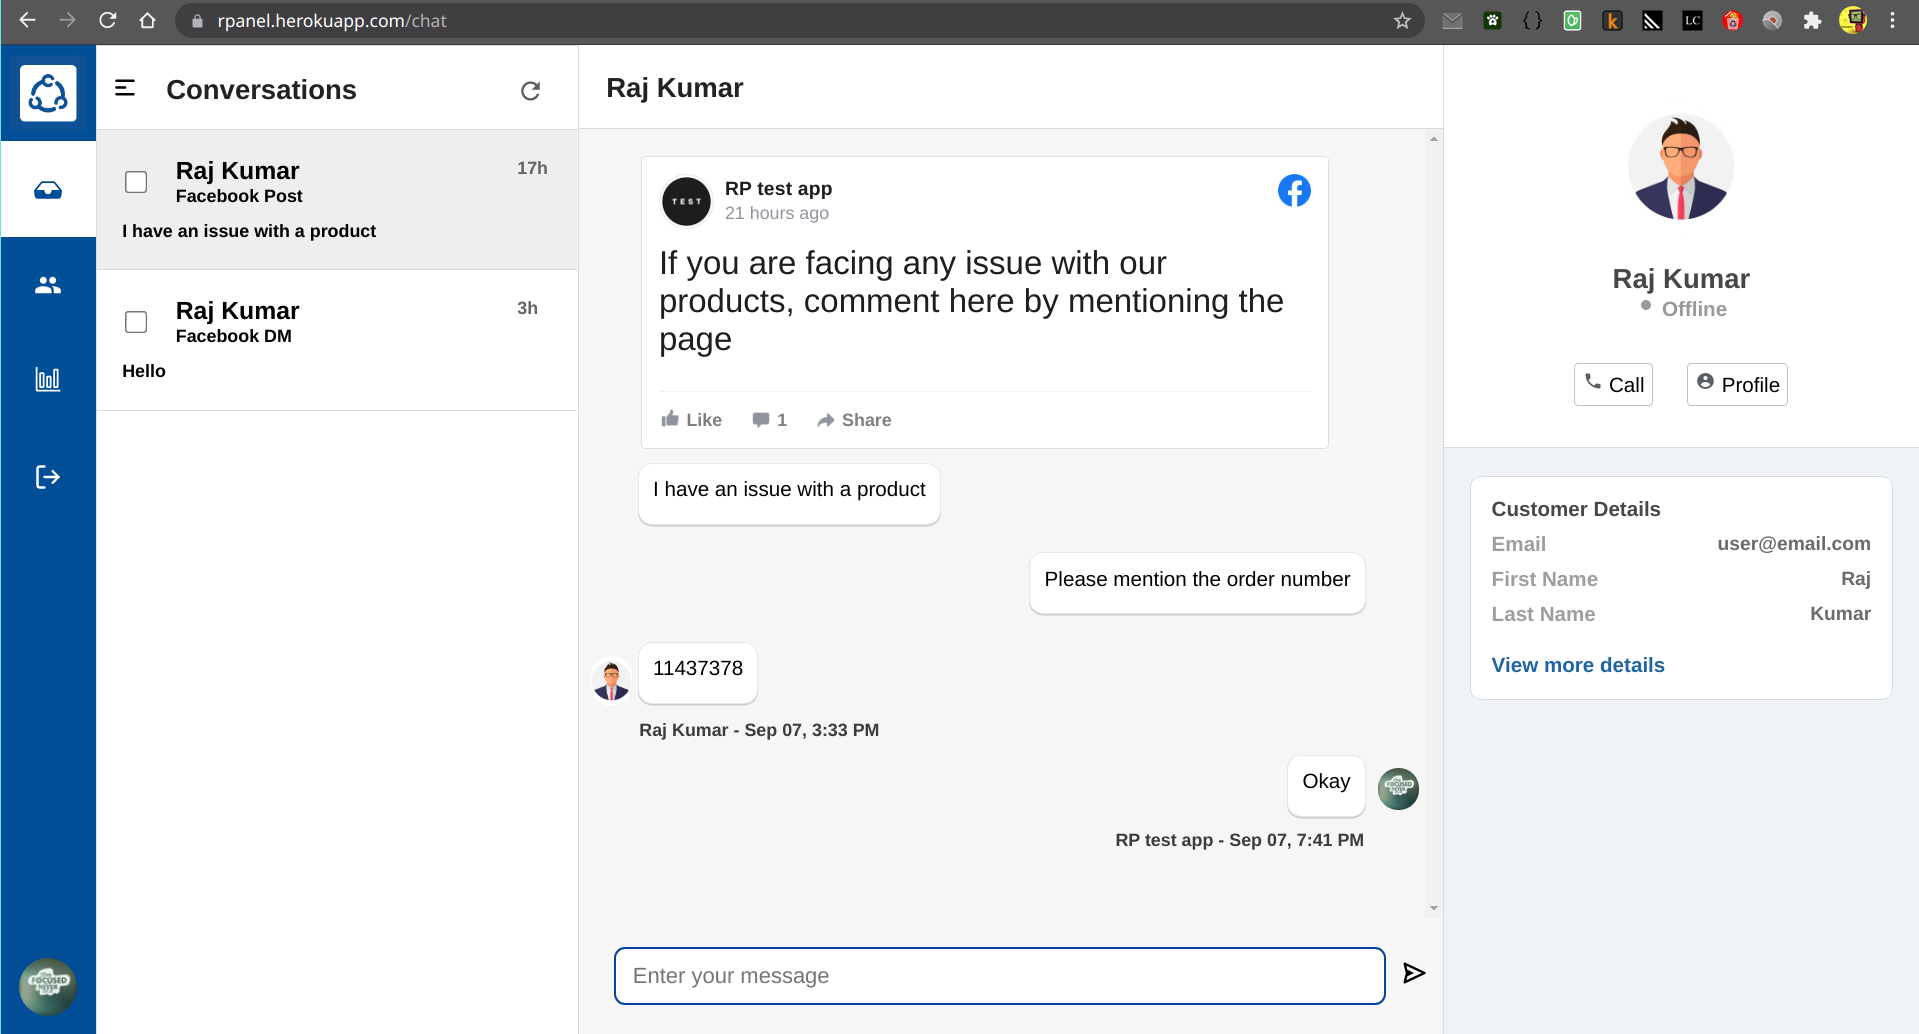 rpanel.herokuapp.com/chat
LC
Conversations
Raj Kumar
17h
Facebook Post
I have an issue with a product
Raj Kumar
3h
Facebook DM
Hello
Raj Kumar
TEST
RP test app
21 hours ago
If you are facing any issue with our
products, comment here by mentioning the
page
Like
1
Share
I have an issue with a product
Please mention the order number
11437378
Raj Kumar - Sep 07, 3:33 PM
Okay
RP test app - Sep 07, 7:41 PM
Enter your message
Raj Kumar
Offline
Call
Profile
Customer Details
Email user@email.com
First Name Raj
Last Name Kumar
View more details
FOCUSED